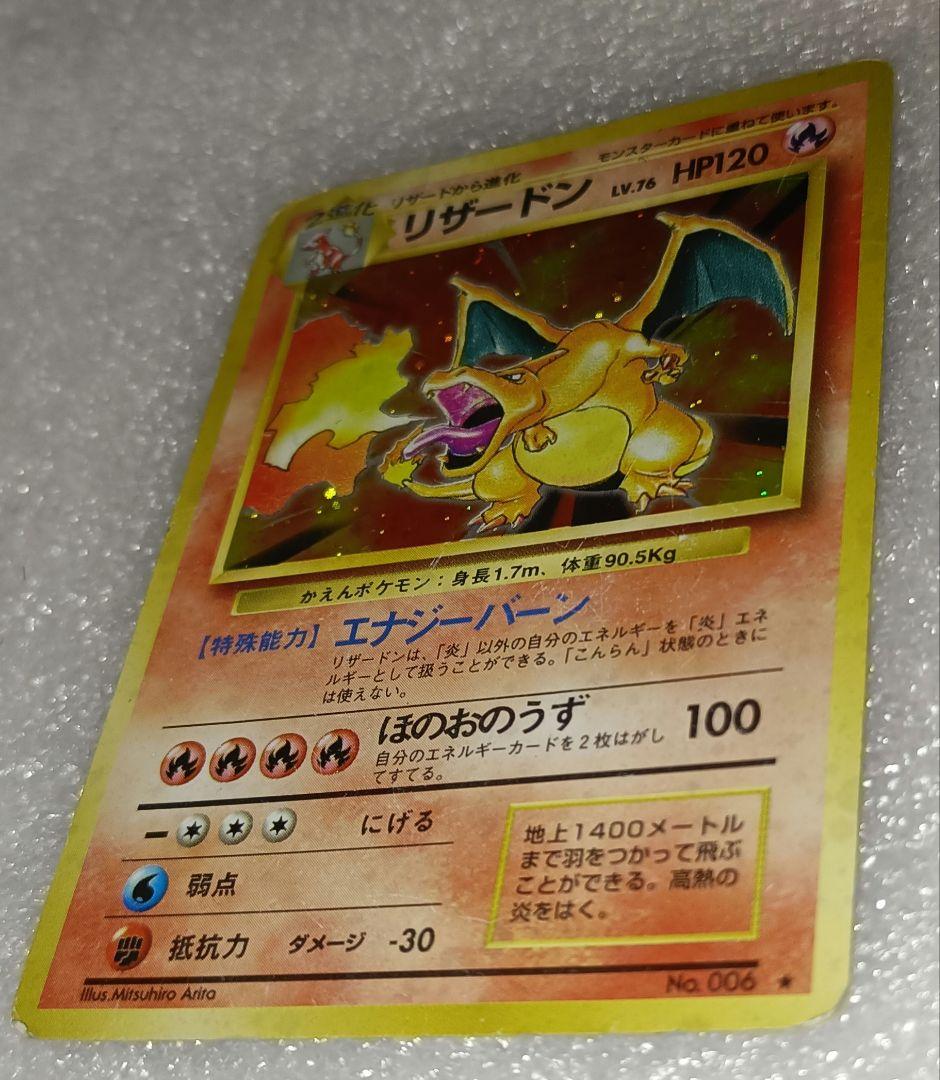 モンスターカードに重ねて使います。
2進化 リザードから進化
リザードン LV.76 HP120
かえんポケモン：身長1.7m、体重90.5Kg
【特殊能力】エナジーバーン
リザードンは、「炎」以外の自分のエネルギーを「炎」エネ
ルギーとして扱うことができる。「こんらん」状態のときに
は使えない。
ほのおのうず 100
自分のエネルギーカードを2枚はがし
てすてる。
にげる
弱点
抵抗力 ダメージ -30
地上1400メートル
まで羽をつかって飛ぶ
ことができる。高熱の
炎をはく。
Illus.Mitsuhiro Arita
No. 006 ★